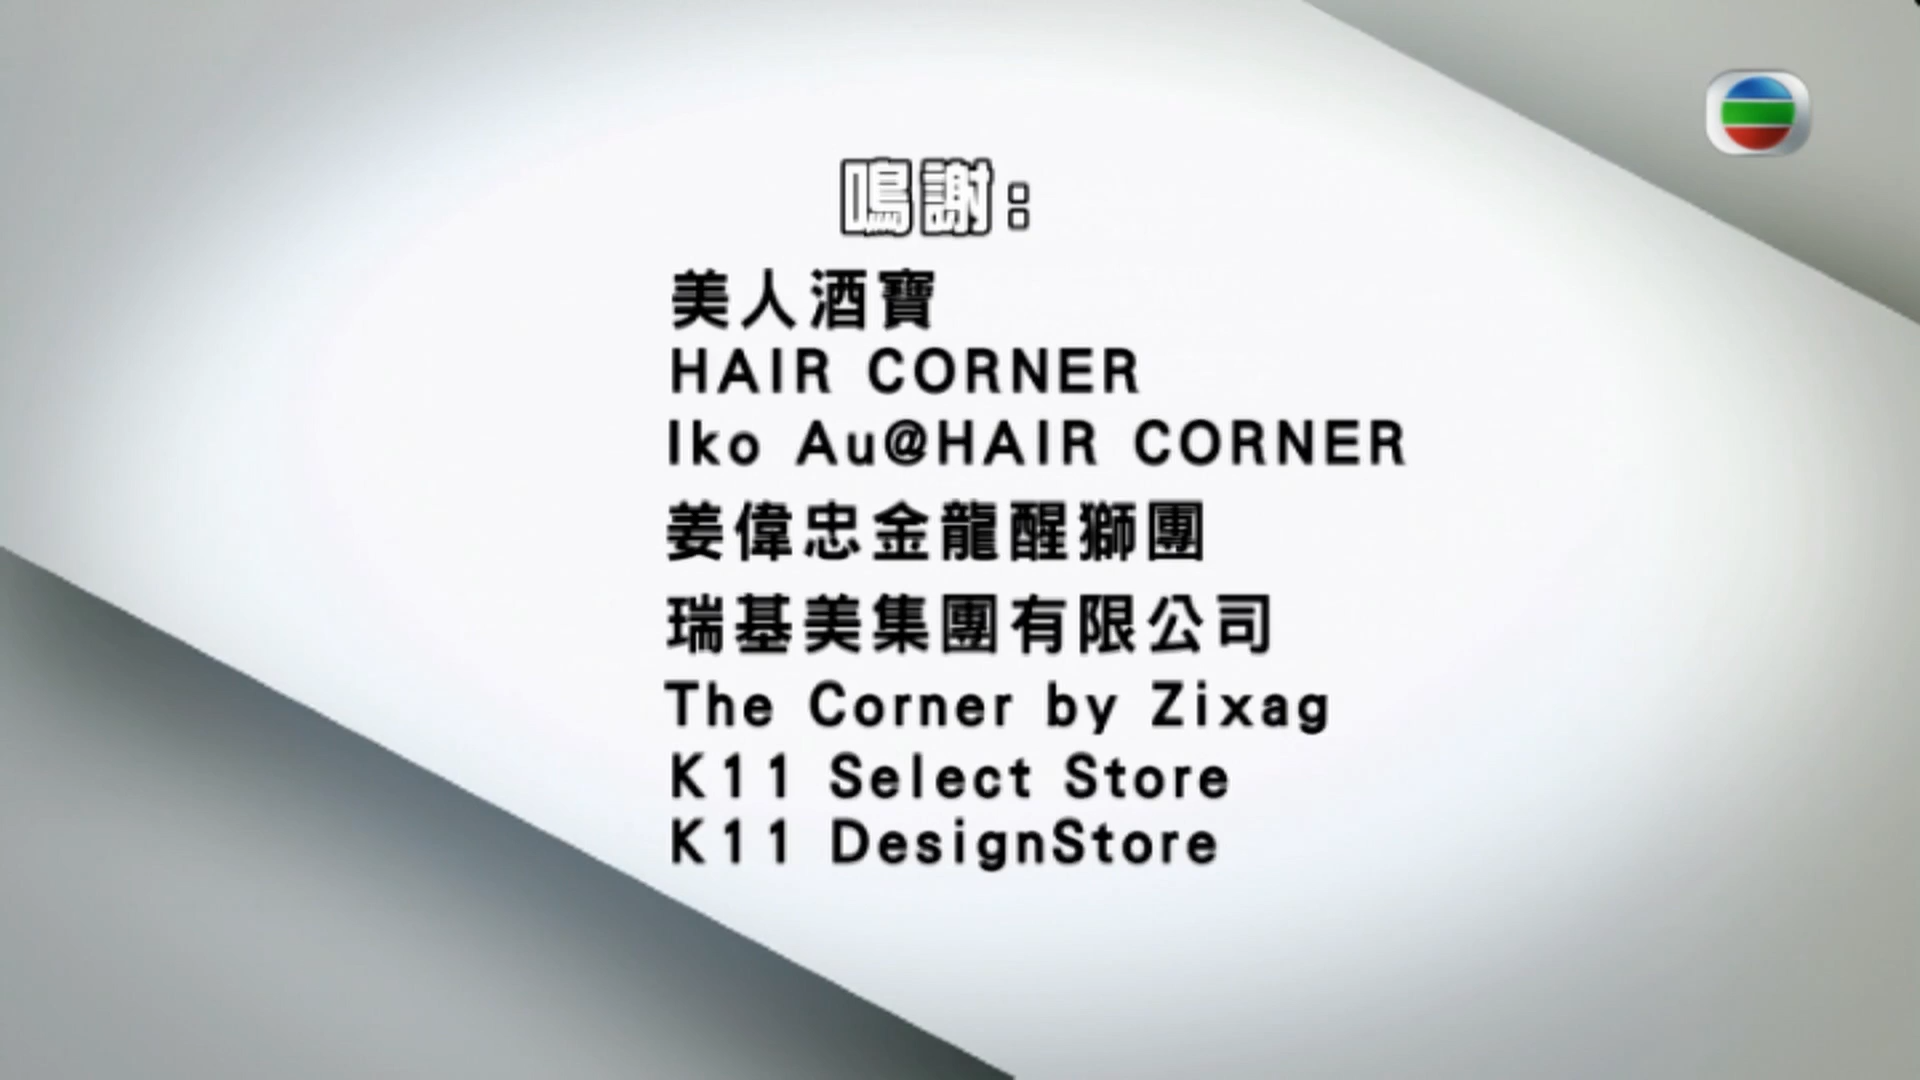 鳴謝:
美人酒寶
HAIR CORNER
Iko Au@HAIR CORNER
姜偉忠金龍醒獅團
瑞基美集團有限公司
The Corner by Zixag
K11 Select Store
K11 DesignStore